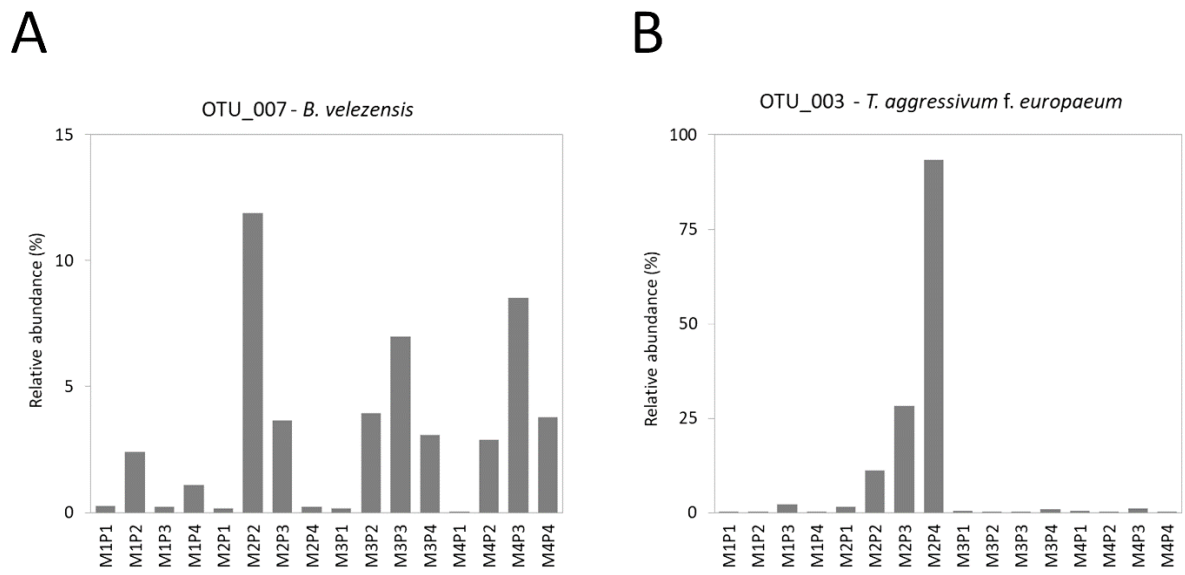 A
OTU_007 - B. velezensis
Relative abundance (%)
15
10
5
0
M1P1
M1P2
M1P3
M1P4
M2P1
M2P2
M2P3
M2P4
M3P1
M3P2
M3P3
M3P4
M4P1
M4P2
M4P3
M4P4
B
OTU_003 - T. aggressivum f. europaeum
Relative abundance (%)
100
75
50
25
0
M1P1
M1P2
M1P3
M1P4
M2P1
M2P2
M2P3
M2P4
M3P1
M3P2
M3P3
M3P4
M4P1
M4P2
M4P3
M4P4